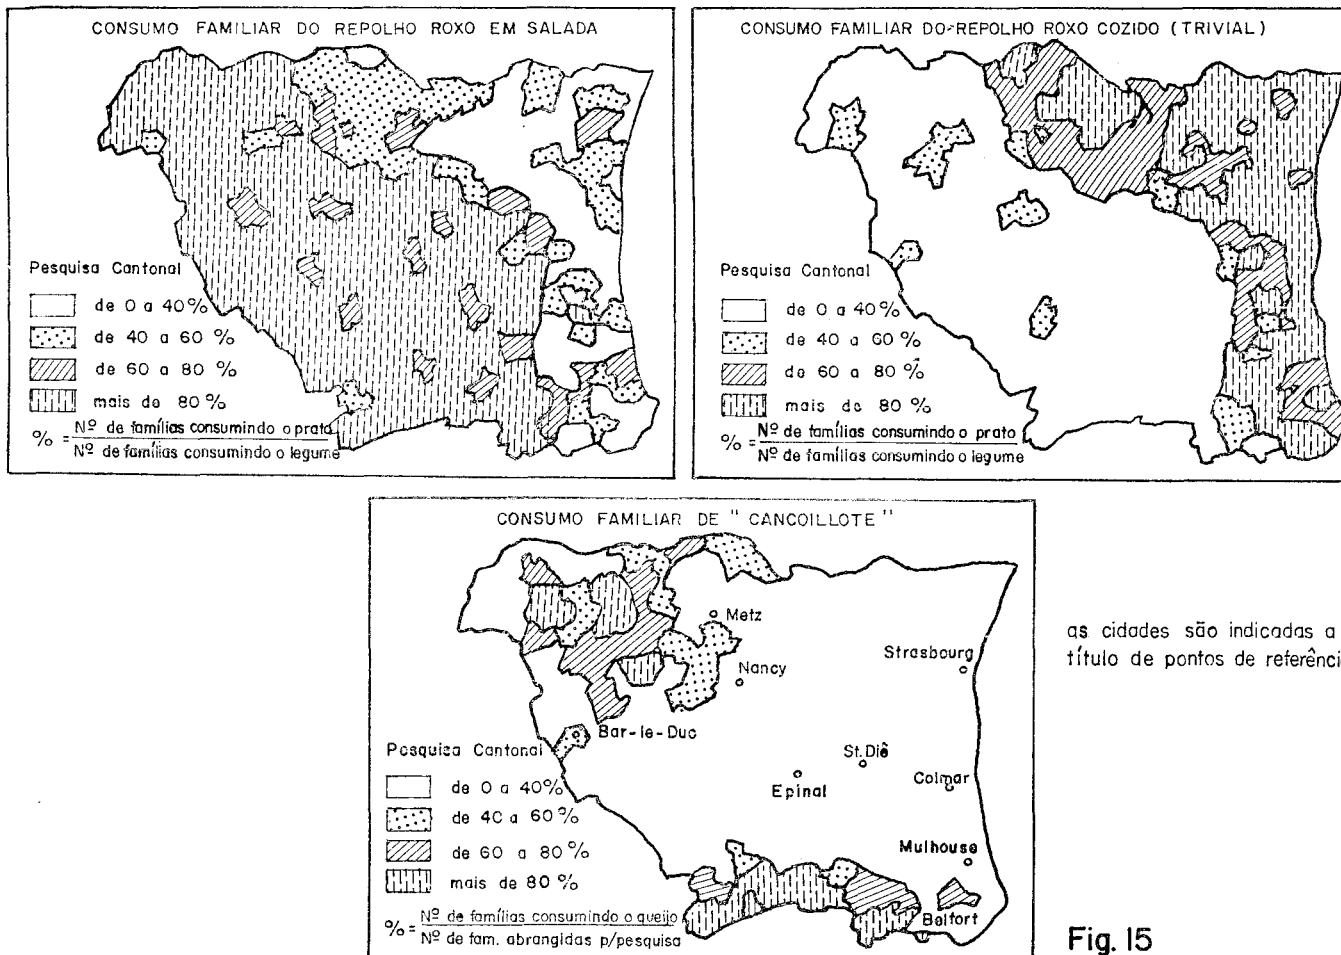 CONSUMO FAMILIAR DO REPOLHO ROXO EM SALADA
Pesquisa Cantonal
de 0 a 40%
de 40 a 60 %
de 60 a 80 %
mais de 80 %
% = Nº de famílias consumindo o prato
Nº de famílias consumindo o legume
CONSUMO FAMILIAR DO REPOLHO ROXO COZIDO (TRIVIAL)
Pesquisa Cantonal
de 0 a 40%
de 40 a 60 %
de 60 a 80 %
mais de 80 %
% = Nº de famílias consumindo o prato
Nº de famílias consumindo o legume
CONSUMO FAMILIAR DE "CANCOILLOTE"
Metz
Strasbourg
Nancy
Bar-le-Duc
St. Diê
Epinal
Colmar
Mulhouse
Belfort
Pesquiza Cantonal
de 0 a 40%
de 40 a 60%
de 60 a 80%
mais de 80%
% = Nº de famílias consumindo o queijo
Nº de fam. abrangidas p/pesquisa
as cidades são indicadas a
título de pontos de referênci
Fig. 15